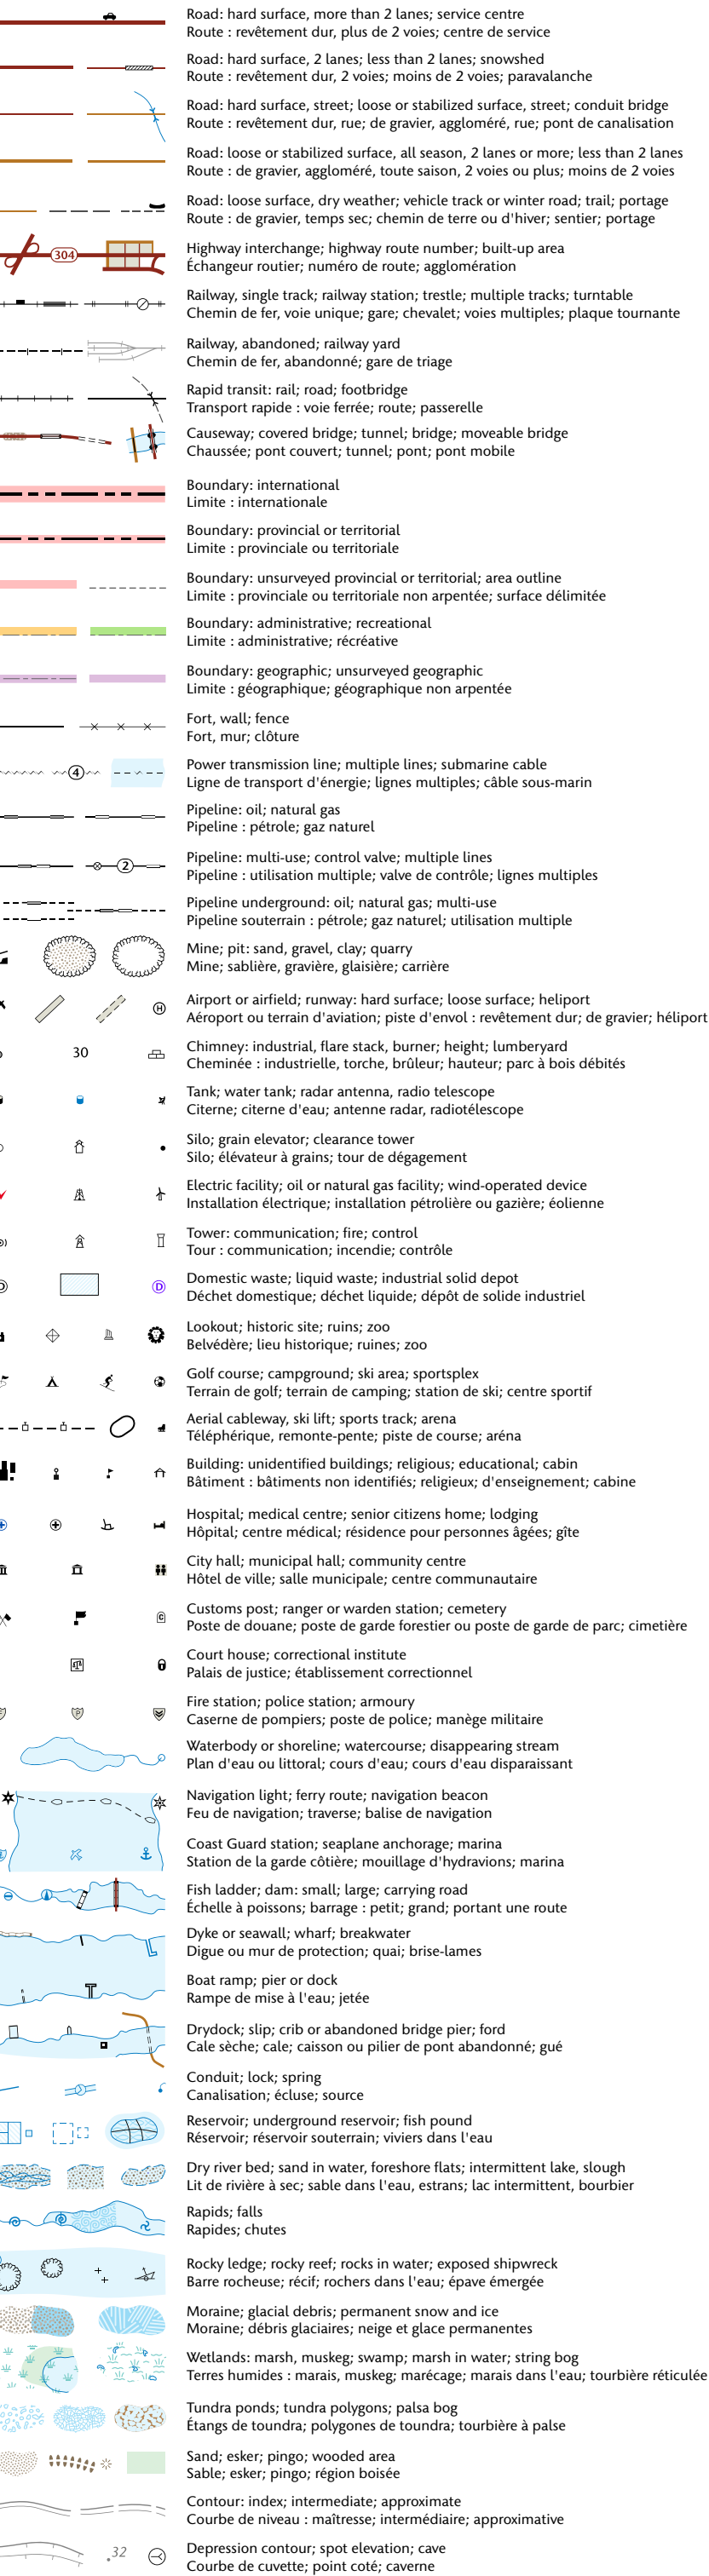 Road: hard surface, more than 2 lanes; service centre
Route : revêtement dur, plus de 2 voies; centre de service
Road: hard surface, 2 lanes; less than 2 lanes; snowshed
Route : revêtement dur, 2 voies; moins de 2 voies; paravalanche
Road: hard surface, street; loose or stabilized surface, street; conduit bridge
Route : revêtement dur, rue; de gravier, aggloméré, rue; pont de canalisation
Road: loose or stabilized surface, all season, 2 lanes or more; less than 2 lanes
Route : de gravier, aggloméré, toute saison, 2 voies ou plus; moins de 2 voies
Road: loose surface, dry weather; vehicle track or winter road; trail; portage
Route : de gravier, temps sec; chemin de terre ou d'hiver; sentier; portage
304
Highway interchange; highway route number; built-up area
Échangeur routier; numéro de route; agglomération
Railway, single track; railway station; trestle; multiple tracks; turntable
Chemin de fer, voie unique; gare; chevalet; voies multiples; plaque tournante
Railway, abandoned; railway yard
Chemin de fer, abandonné; gare de triage
Rapid transit: rail; road; footbridge
Transport rapide : voie ferrée; route; passerelle
Causeway; covered bridge; tunnel; bridge; moveable bridge
Chaussée; pont couvert; tunnel; pont; pont mobile
Boundary: international
Limite : internationale
Boundary: provincial or territorial
Limite : provinciale ou territoriale
Boundary: unsurveyed provincial or territorial; area outline
Limite : provinciale ou territoriale non arpentée; surface délimitée
Boundary: administrative; recreational
Limite : administrative; récréative
Boundary: geographic; unsurveyed geographic
Limite : géographique; géographique non arpentée
Fort, wall; fence
Fort, mur; clôture
4
Power transmission line; multiple lines; submarine cable
Ligne de transport d'énergie; lignes multiples; câble sous-marin
Pipeline: oil; natural gas
Pipeline : pétrole; gaz naturel
2
Pipeline: multi-use; control valve; multiple lines
Pipeline : utilisation multiple; valve de contrôle; lignes multiples
Pipeline underground: oil; natural gas; multi-use
Pipeline souterrain : pétrole; gaz naturel; utilisation multiple
Mine; pit: sand, gravel, clay; quarry
Mine; sablière, gravière, glaisière; carrière
H
Airport or airfield; runway: hard surface; loose surface; heliport
Aéroport ou terrain d'aviation; piste d'envol : revêtement dur; de gravier; héliport
30
Chimney: industrial, flare stack, burner; height; lumberyard
Cheminée : industrielle, torche, brûleur; hauteur; parc à bois débités
Tank; water tank; radar antenna, radio telescope
Citerne; citerne d'eau; antenne radar, radiotélescope
Silo; grain elevator; clearance tower
Silo; élévateur à grains; tour de dégagement
Electric facility; oil or natural gas facility; wind-operated device
Installation électrique; installation pétrolière ou gazière; éolienne
Tower: communication; fire; control
Tour : communication; incendie; contrôle
D D
Domestic waste; liquid waste; industrial solid depot
Déchet domestique; déchet liquide; dépôt de solide industriel
Lookout; historic site; ruins; zoo
Belvédère; lieu historique; ruines; zoo
Golf course; campground; ski area; sportsplex
Terrain de golf; terrain de camping; station de ski; centre sportif
Aerial cableway, ski lift; sports track; arena
Téléphérique, remonte-pente; piste de course; aréna
Building: unidentified buildings; religious; educational; cabin
Bâtiment : bâtiments non identifiés; religieux; d'enseignement; cabine
Hospital; medical centre; senior citizens home; lodging
Hôpital; centre médical; résidence pour personnes âgées; gîte
City hall; municipal hall; community centre
Hôtel de ville; salle municipale; centre communautaire
C
Customs post; ranger or warden station; cemetery
Poste de douane; poste de garde forestier ou poste de garde de parc; cimetière
Court house; correctional institute
Palais de justice; établissement correctionnel
P
Fire station; police station; armoury
Caserne de pompiers; poste de police; manège militaire
Waterbody or shoreline; watercourse; disappearing stream
Plan d'eau ou littoral; cours d'eau; cours d'eau disparaissant
Navigation light; ferry route; navigation beacon
Feu de navigation; traverse; balise de navigation
Coast Guard station; seaplane anchorage; marina
Station de la garde côtière; mouillage d'hydravions; marina
Fish ladder; dam: small; large; carrying road
Échelle à poissons; barrage : petit; grand; portant une route
Dyke or seawall; wharf; breakwater
Digue ou mur de protection; quai; brise-lames
Boat ramp; pier or dock
Rampe de mise à l'eau; jetée
Drydock; slip; crib or abandoned bridge pier; ford
Cale sèche; cale; caisson ou pilier de pont abandonné; gué
Conduit; lock; spring
Canalisation; écluse; source
Reservoir; underground reservoir; fish pound
Réservoir; réservoir souterrain; viviers dans l'eau
Dry river bed; sand in water, foreshore flats; intermittent lake, slough
Lit de rivière à sec; sable dans l'eau, estrans; lac intermittent, bourbier
Rapids; falls
Rapides; chutes
Rocky ledge; rocky reef; rocks in water; exposed shipwreck
Barre rocheuse; récif; rochers dans l'eau; épave émergée
Moraine; glacial debris; permanent snow and ice
Moraine; débris glaciaires; neige et glace permanentes
Wetlands: marsh, muskeg; swamp; marsh in water; string bog
Terres humides : marais, muskeg; marécage; marais dans l'eau; tourbière réticulée
Tundra ponds; tundra polygons; palsa bog
Étangs de toundra; polygones de toundra; tourbière à palse
Sand; esker; pingo; wooded area
Sable; esker; pingo; région boisée
Contour: index; intermediate; approximate
Courbe de niveau : maîtresse; intermédiaire; approximative
32
Depression contour; spot elevation; cave
Courbe de cuvette; point coté; caverne